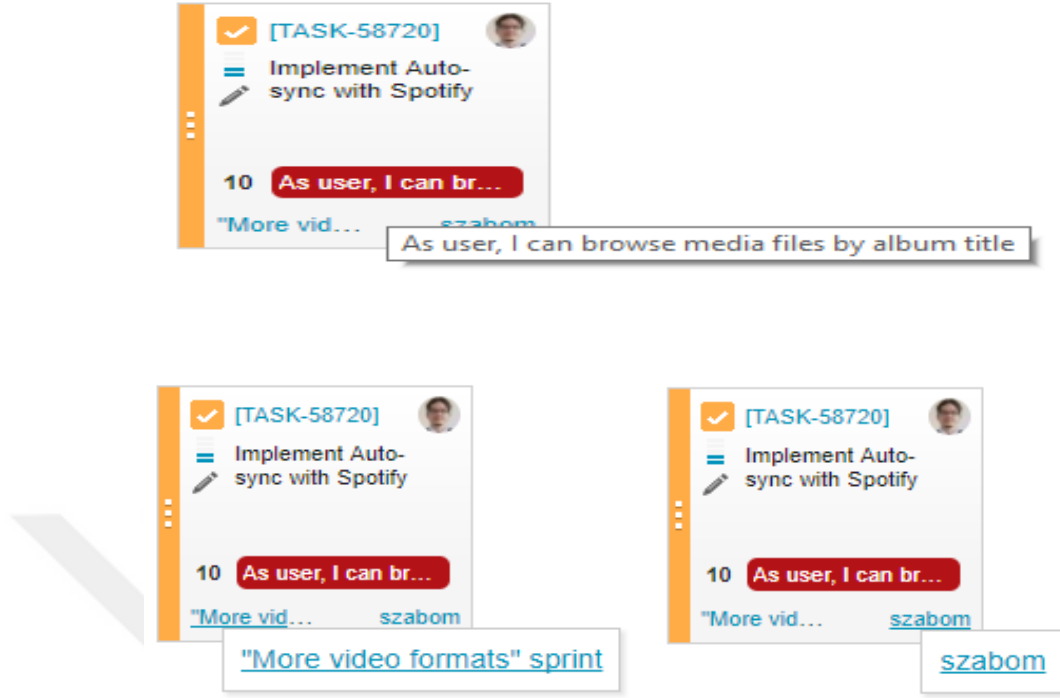 [TASK-58720]
Implement Auto-
sync with Spotify
10 As user, I can br...
"More vid... szabom
As user, I can browse media files by album title
[TASK-58720]
Implement Auto-
sync with Spotify
10 As user, I can br...
"More vid... szabom
"More video formats" sprint
[TASK-58720]
Implement Auto-
sync with Spotify
10 As user, I can br...
"More vid... szabom
szabom